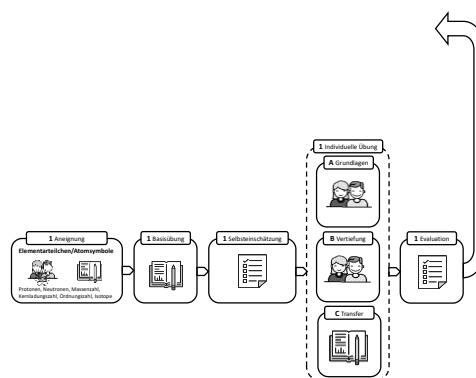 1 Individuelle Übung
A Grundlagen
1 Aneignung
Elementarteilchen/Atomsymbole
Protonen, Neutronen, Massenzahl,
Kernladungszahl, Ordnungszahl, Isotope
1 Basisübung
1 Selbsteinschätzung
B Vertiefung
1 Evaluation
C Transfer